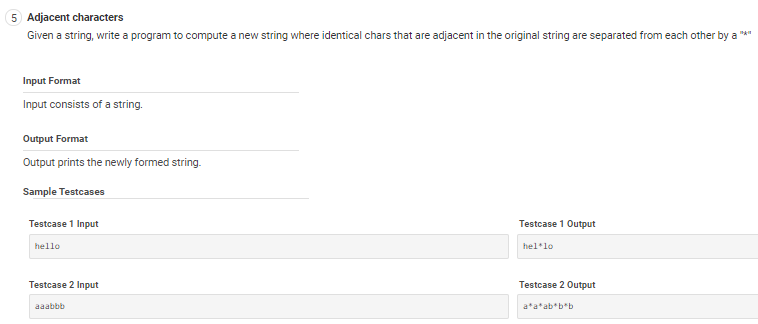 5 Adjacent characters
Given a string, write a program to compute a new string where identical chars that are adjacent in the original string are separated from each other by a "*"
Input Format
Input consists of a string.
Output Format
Output prints the newly formed string.
Sample Testcases
Testcase 1 Input Testcase 1 Output
hello hel*lo
Testcase 2 Input Testcase 2 Output
aaabbb a*a*ab*b*b